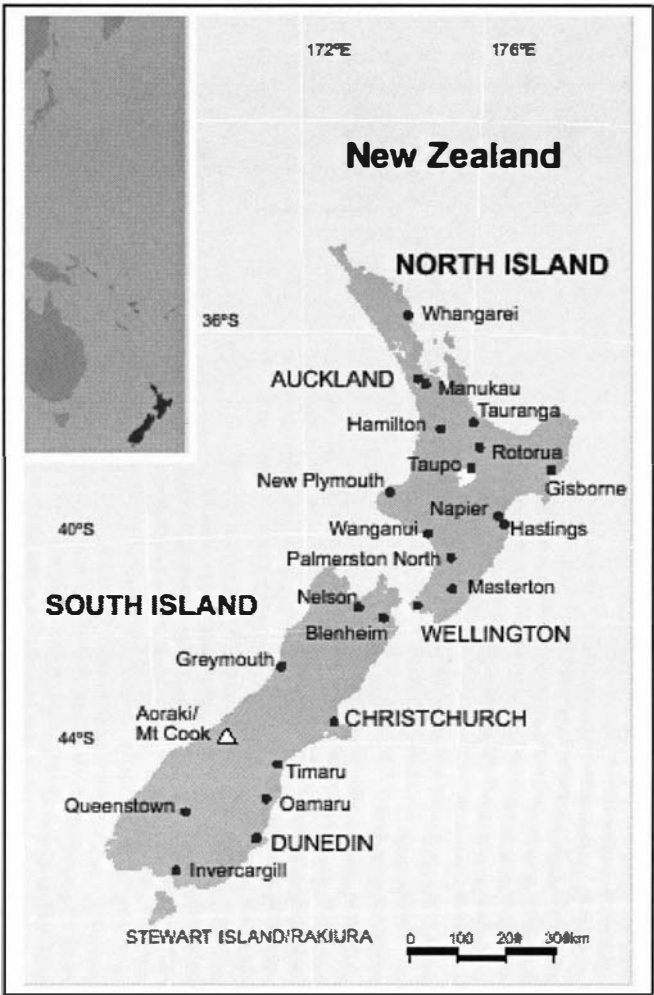 172°E
176°E
New Zealand
NORTH ISLAND
Whangarei
36°S
AUCKLAND
Manukau
Tauranga
Hamilton
Rotorua
Taupo
New Plymouth
Gisborne
Napier
Hastings
40°S
Wanganui
Palmerston North
Masterton
Nelson
SOUTH ISLAND
WELLINGTON
Blenheim
Greymouth
Aoraki/
Mt Cook
CHRISTCHURCH
44°S
Timaru
Queenstown
Oamaru
DUNEDIN
Invercargill
STEWART ISLAND/RAKIURA
0 100 200 300km